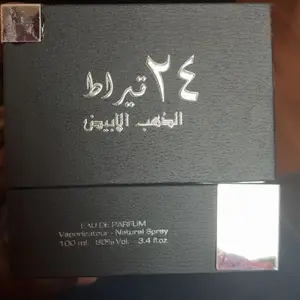 ٢٤ قيراط
الذهب الأبيض
EAU DE PARFUM
Vaporisateur - Natural Spray
100 ml. 80% Vol. 3.4 fl.oz